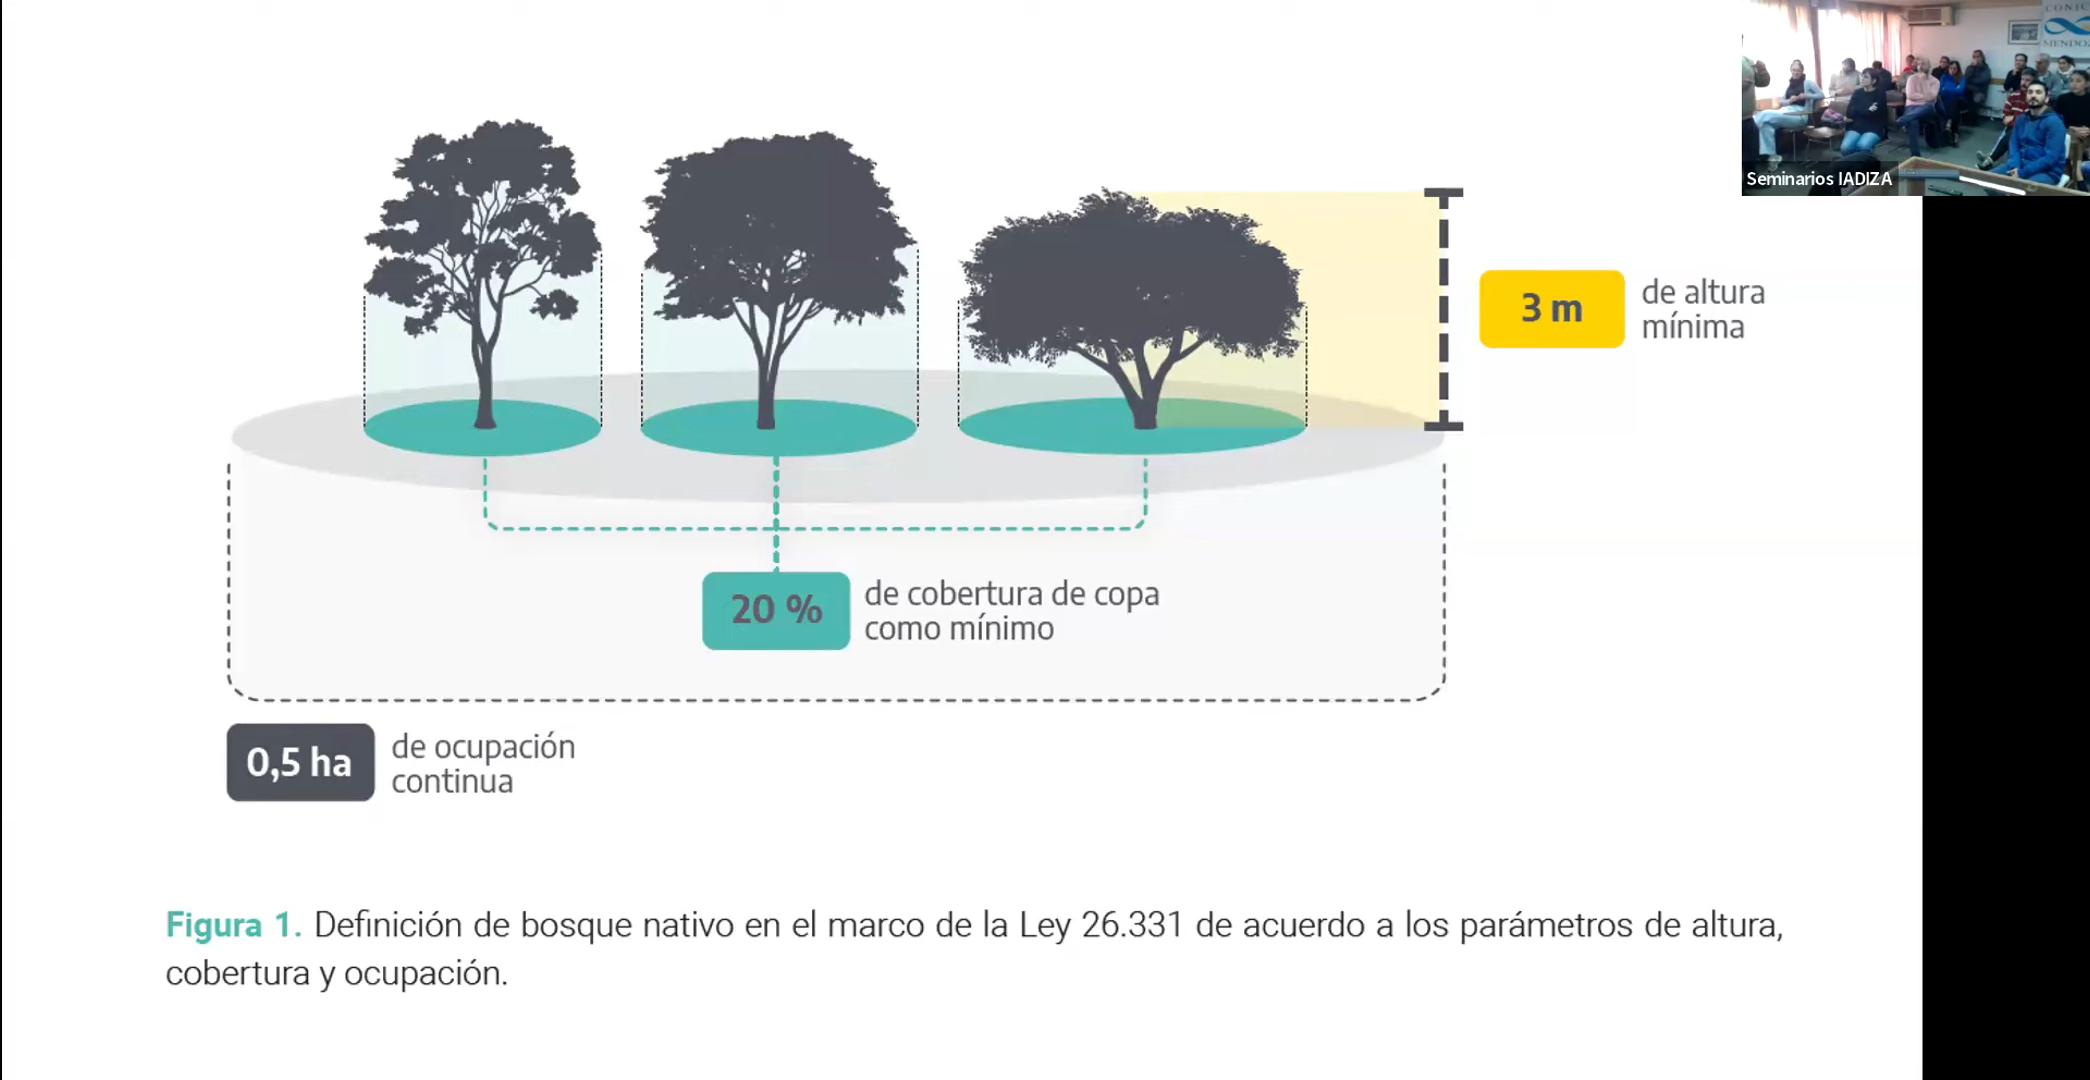 CONIC
MENDOZ
Seminarios IADIZA
3 m
de altura
mínima
20 %
de cobertura de copa
como mínimo
0,5 ha
de ocupación
continua
Figura 1. Definición de bosque nativo en el marco de la Ley 26.331 de acuerdo a los parámetros de altura,
cobertura y ocupación.